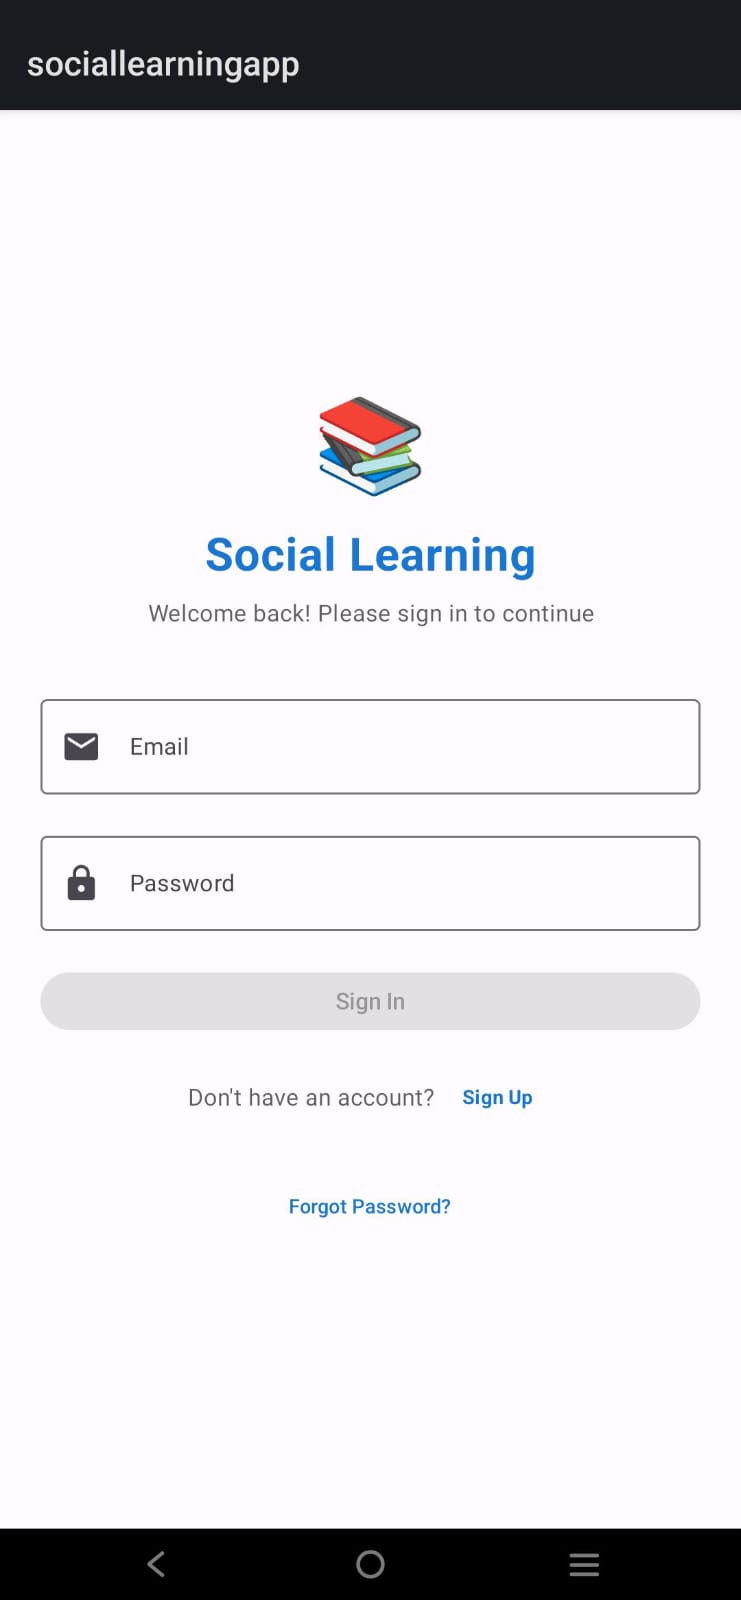 sociallearningapp
Social Learning
Welcome back! Please sign in to continue
Email
Password
Sign In
Don't have an account? Sign Up
Forgot Password?